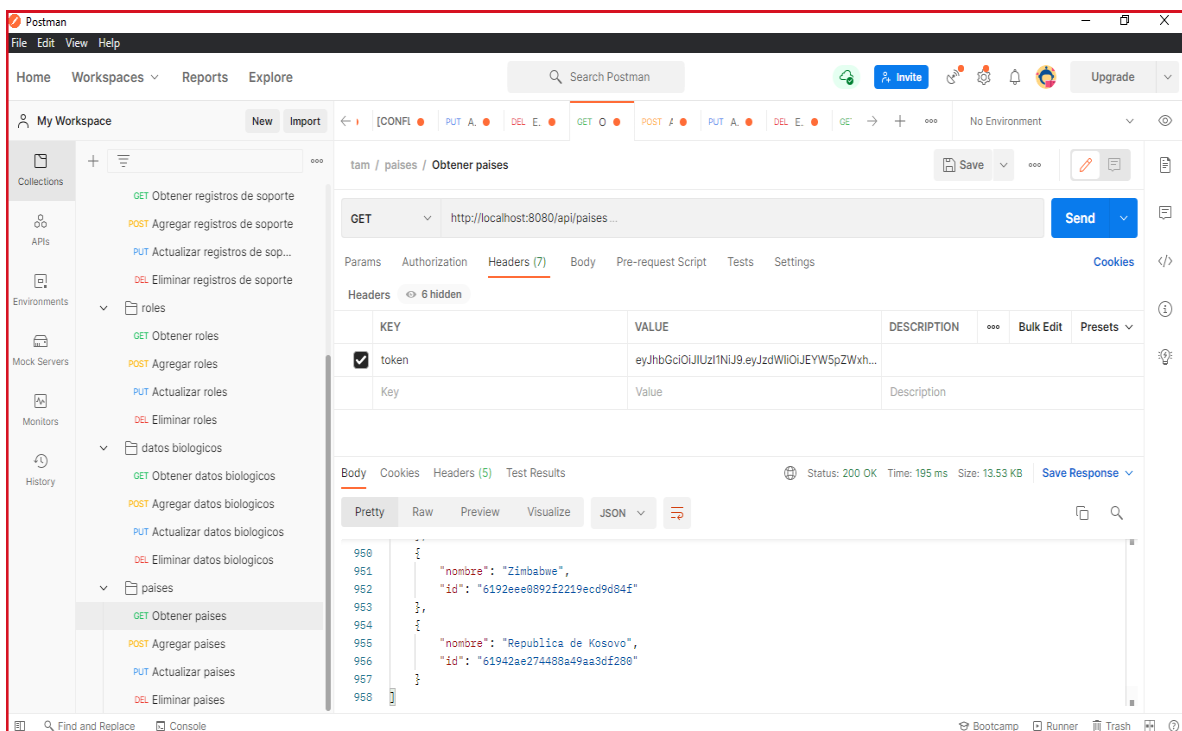 Postman
File Edit View Help
Home Workspaces Reports Explore
Search Postman
Invite
Upgrade
My Workspace
New Import
[CONFL
PUT A.
DEL E.
GET O
POST A
PUT A.
DEL E.
GE
No Environment
Collections
APIs
Environments
Mock Servers
Monitors
History
GET Obtener registros de soporte
POST Agregar registros de soporte
PUT Actualizar registros de sop...
DEL Eliminar registros de soporte
roles
GET Obtener roles
POST Agregar roles
PUT Actualizar roles
DEL Eliminar roles
datos biologicos
GET Obtener datos biologicos
POST Agregar datos biologicos
PUT Actualizar datos biologicos
DEL Eliminar datos biologicos
paises
GET Obtener paises
POST Agregar paises
PUT Actualizar paises
DEL Eliminar paises
tam / paises / Obtener paises
Save
GET
http://localhost:8080/api/paises ...
Send
Params Authorization Headers (7) Body Pre-request Script Tests Settings
Cookies
Headers 6 hidden
KEY VALUE DESCRIPTION Bulk Edit Presets
token eyJhbGciOiJIUzI1NiJ9.eyJzdWIiOiJEYW5pZWxh...
Key Value Description
Body Cookies Headers (5) Test Results
Status: 200 OK Time: 195 ms Size: 13.53 KB Save Response
Pretty Raw Preview Visualize JSON
950 {
951 "nombre": "Zimbabwe",
952 "id": "6192eee0892f2219ecd9d84f"
953 },
954 {
955 "nombre": "Republica de Kosovo",
956 "id": "61942ae274488a49aa3df280"
957 }
958 ]
Find and Replace Console
Bootcamp Runner Trash